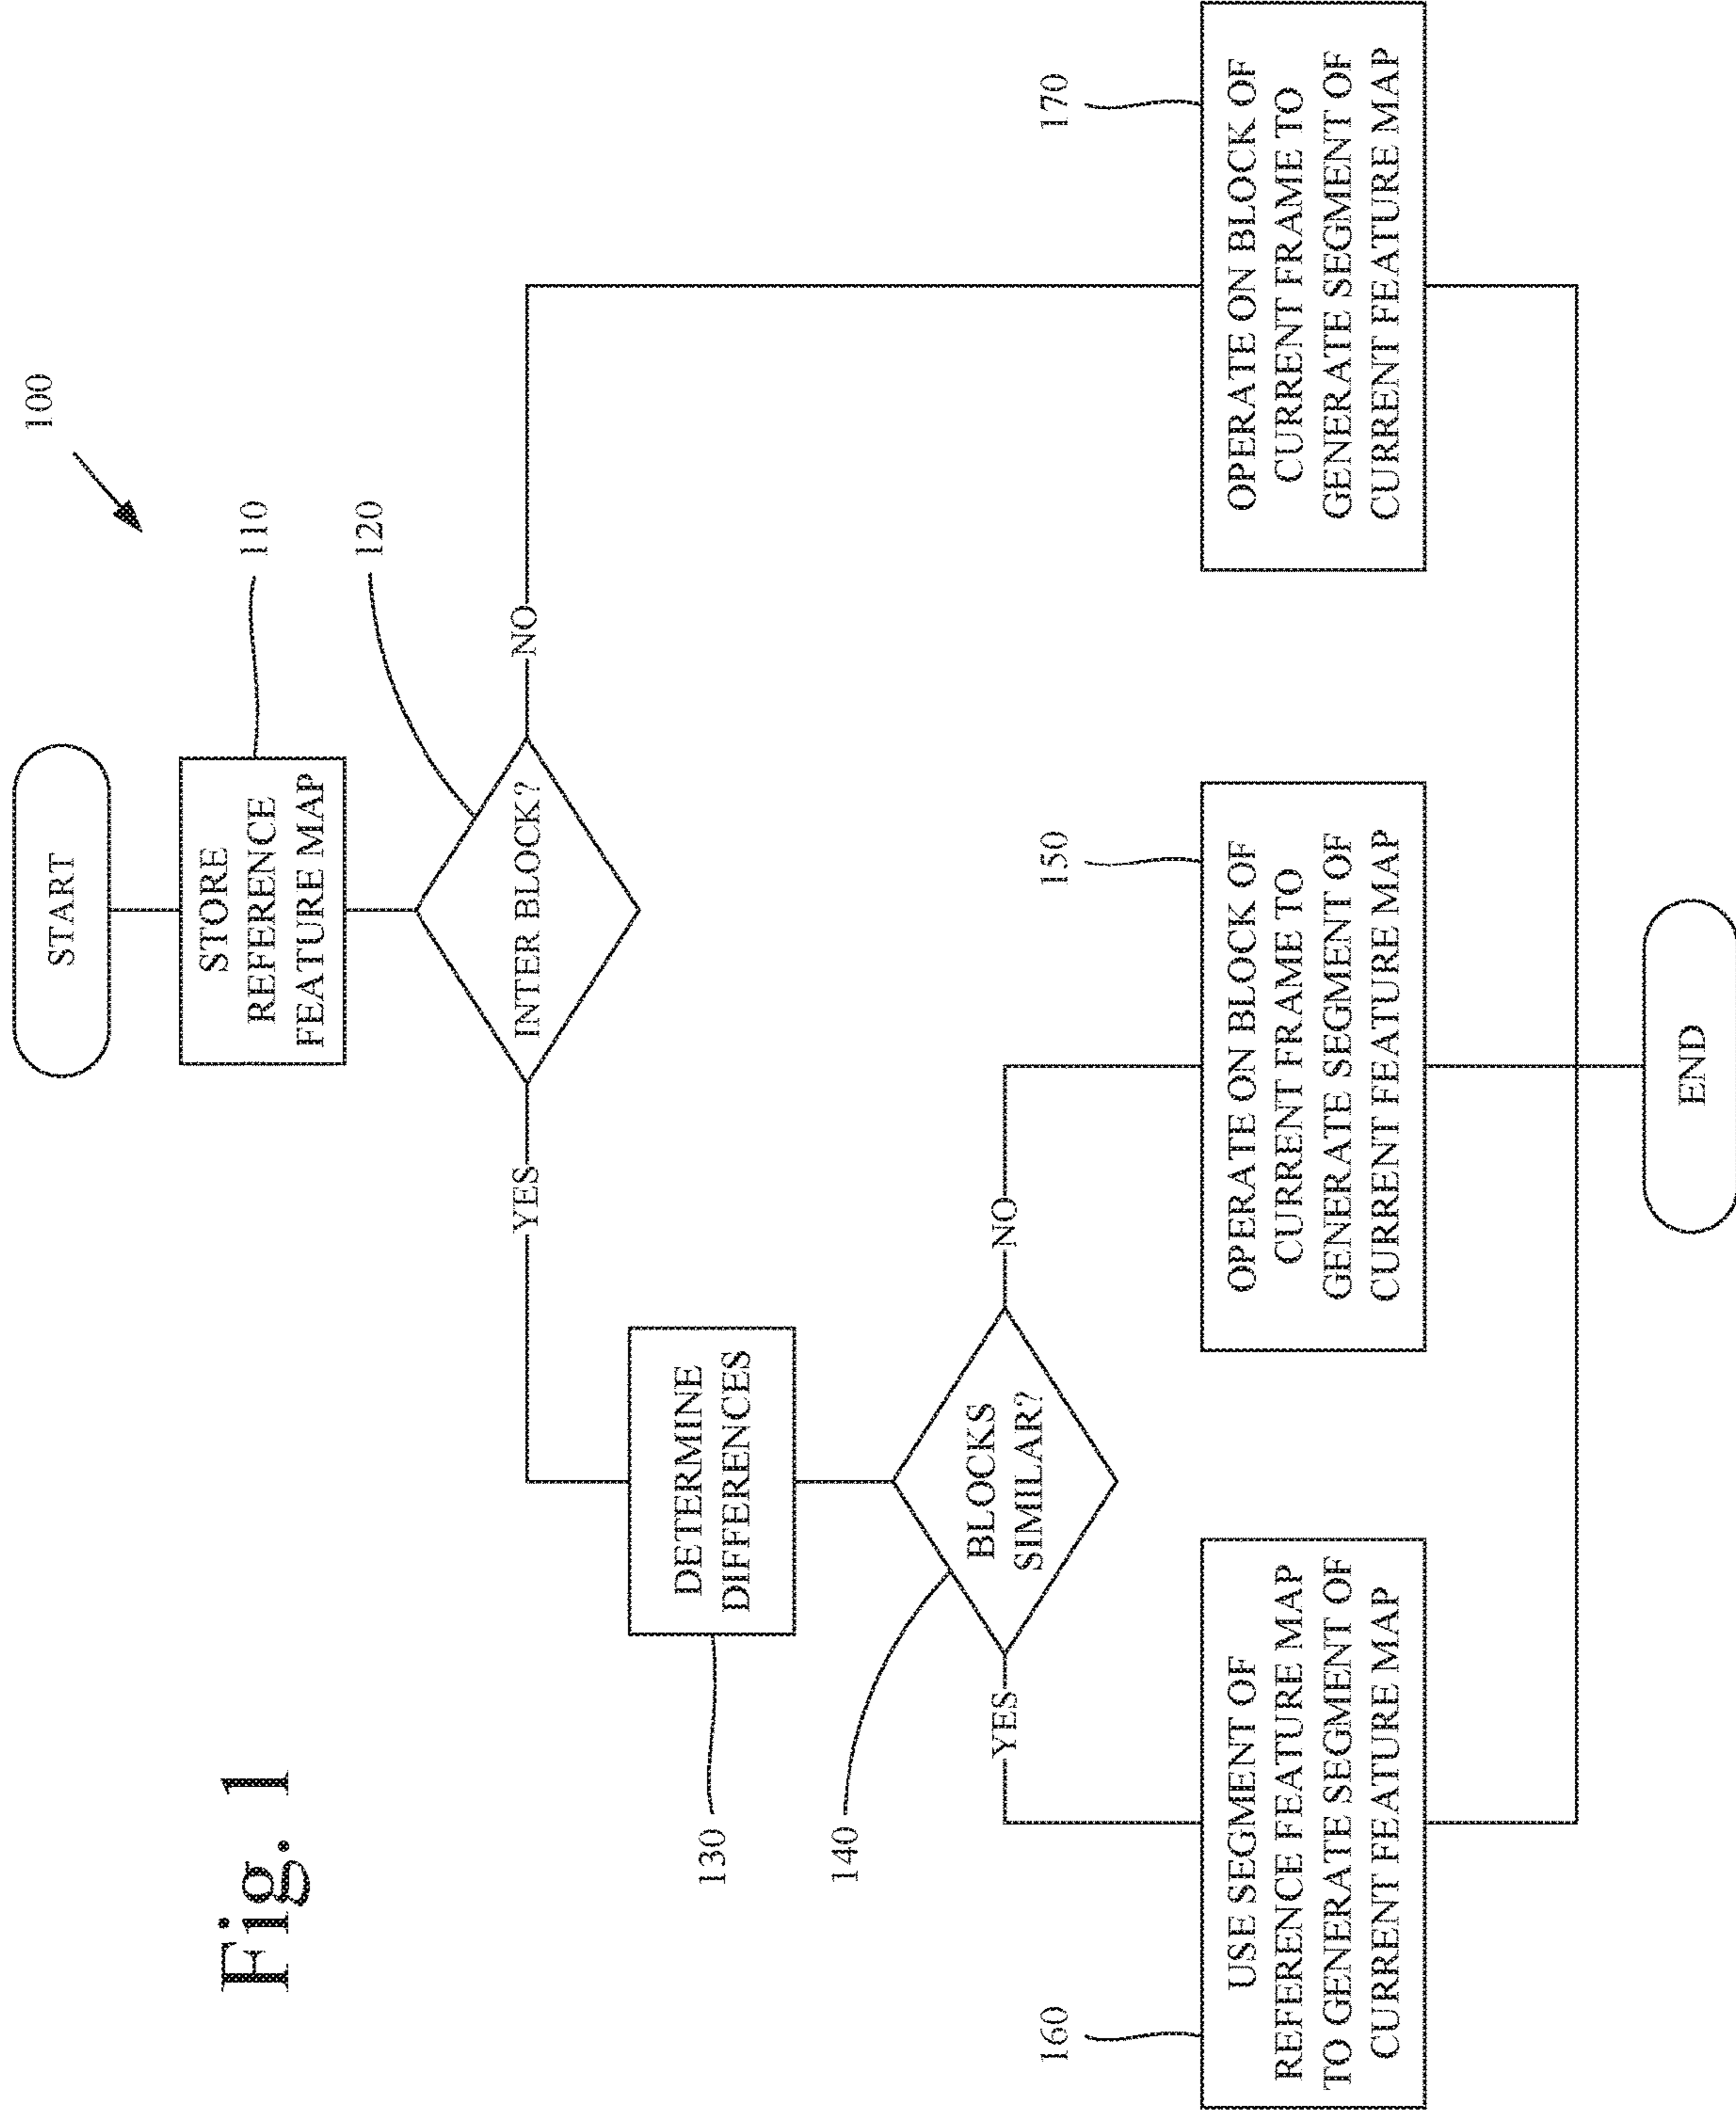 Fig. 1
100
START
110
STORE
REFERENCE
FEATURE MAP
120
INTER BLOCK?
YES
NO
130
DETERMINE
DIFFERENCES
140
BLOCKS
SIMILAR?
YES
NO
160
USE SEGMENT OF
REFERENCE FEATURE MAP
TO GENERATE SEGMENT OF
CURRENT FEATURE MAP
150
OPERATE ON BLOCK OF
CURRENT FRAME TO
GENERATE SEGMENT OF
CURRENT FEATURE MAP
170
OPERATE ON BLOCK OF
CURRENT FRAME TO
GENERATE SEGMENT OF
CURRENT FEATURE MAP
END